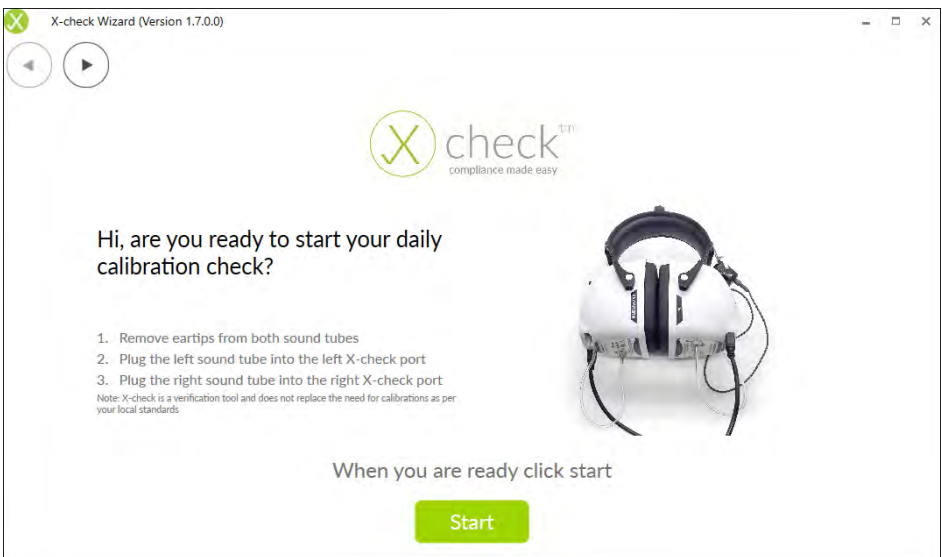 X-check Wizard (Version 1.7.0.0)
X check™
compliance made easy
Hi, are you ready to start your daily
calibration check?
1. Remove eartips from both sound tubes
2. Plug the left sound tube into the left X-check port
3. Plug the right sound tube into the right X-check port
Note: X-check is a verification tool and does not replace the need for calibrations as per
your local standards
When you are ready click start
Start